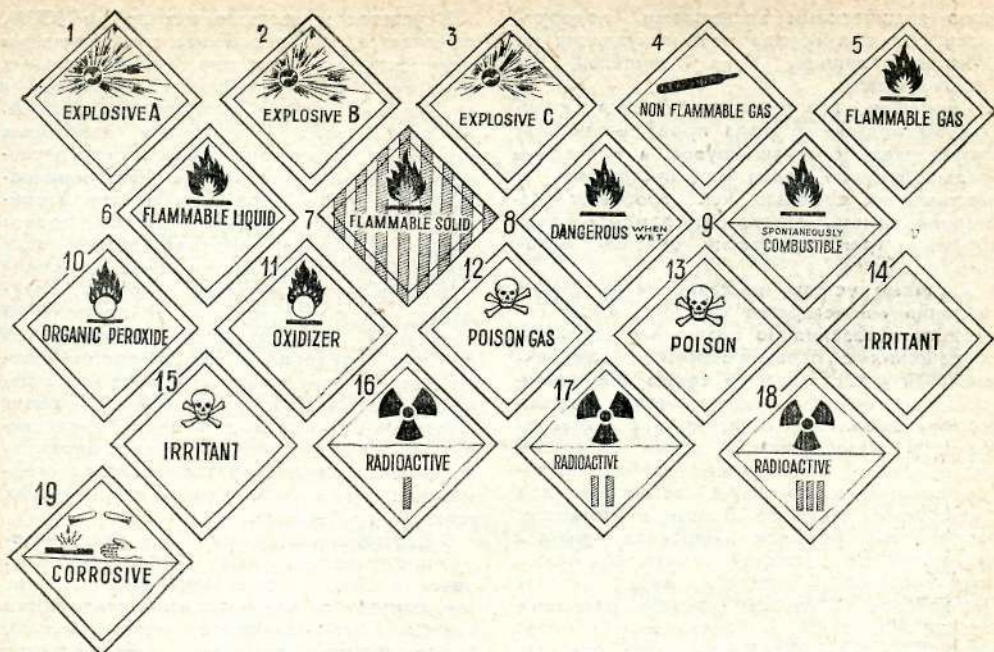 1
EXPLOSIVE A
2
EXPLOSIVE B
3
EXPLOSIVE C
4
NON FLAMMABLE GAS
5
FLAMMABLE GAS
6
FLAMMABLE LIQUID
7
FLAMMABLE SOLID
8
DANGEROUS WHEN
WET
9
SPONTANEOUSLY
COMBUSTIBLE
10
ORGANIC PEROXIDE
11
OXIDIZER
12
POISON GAS
13
POISON
14
IRRITANT
15
IRRITANT
16
RADIOACTIVE
I
17
RADIOACTIVE
II
18
RADIOACTIVE
III
19
CORROSIVE